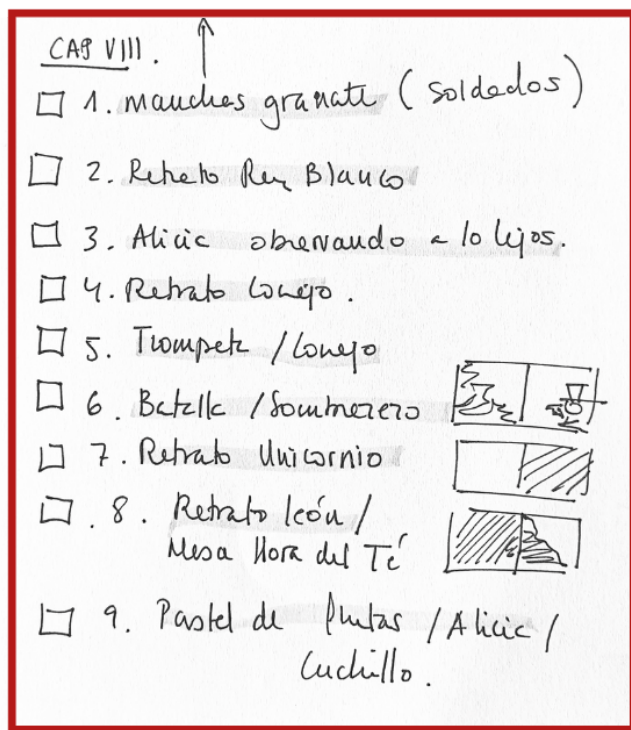 CAP VIII.
1. manchas granate (soldados)
2. Retrato Rey Blanco
3. Alicia observando a lo lejos.
4. Retrato Conejo.
5. Trompeta / Conejo
6. Batalla / Sombrerero
7. Retrato Unicornio
8. Retrato león /
Mesa Hora del Té
9. Pastel de frutas / Alicia /
Cuchillo.